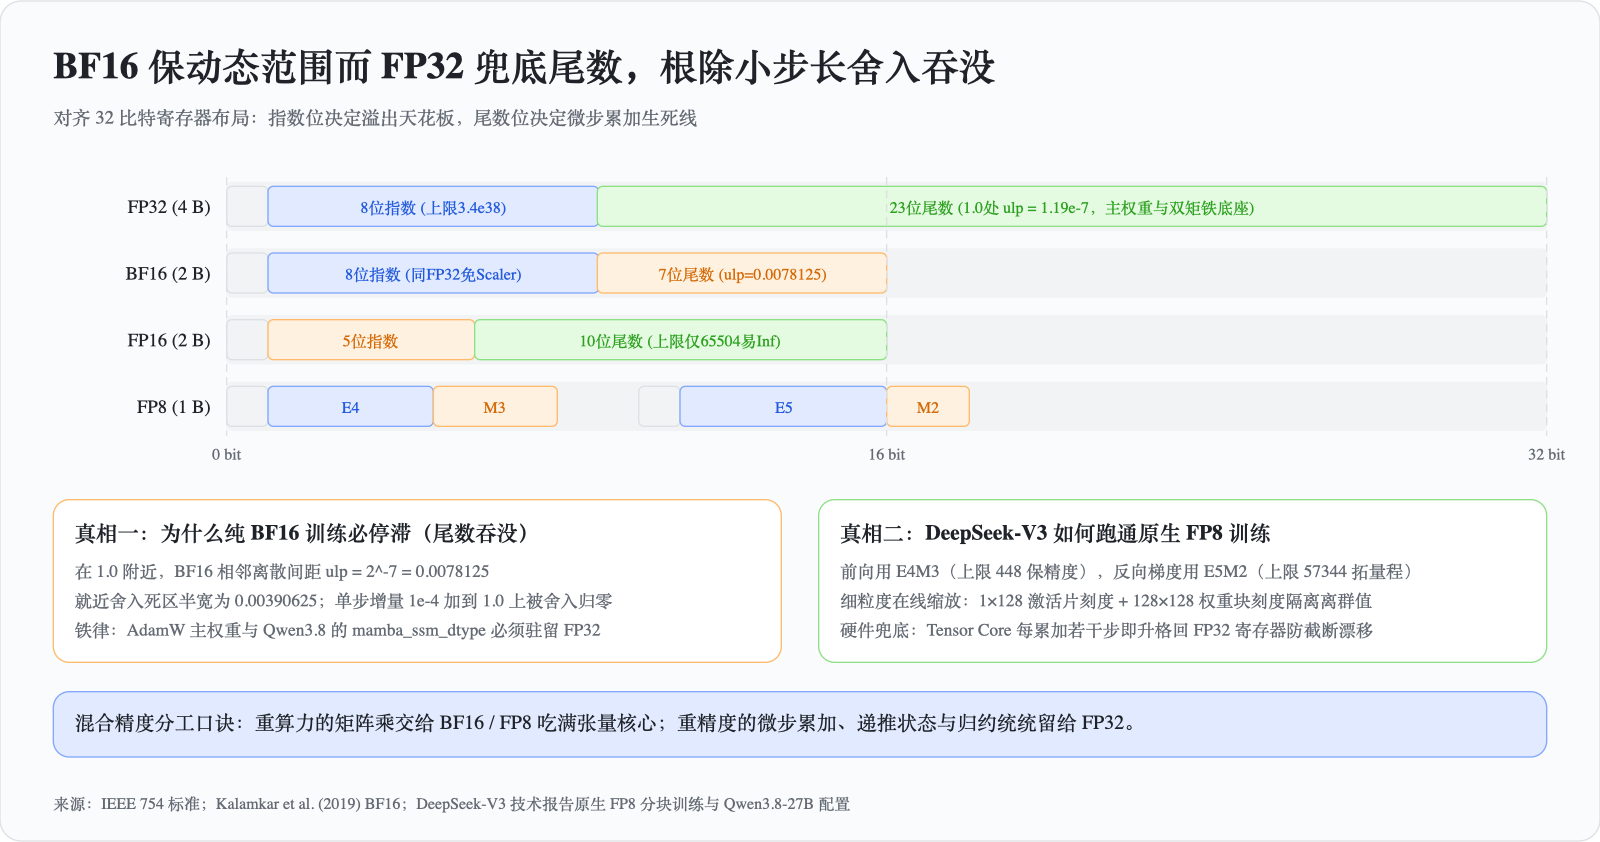 BF16 保动态范围而 FP32 兜底尾数，根除小步长舍入吞没
对齐 32 比特寄存器布局：指数位决定溢出天花板，尾数位决定微步累加生死线
FP32 (4 B)
8位指数 (上限3.4e38)
23位尾数 (1.0处 ulp = 1.19e-7，主权重与双矩铁底座)
BF16 (2 B)
8位指数 (同FP32免Scaler)
7位尾数 (ulp=0.0078125)
FP16 (2 B)
5位指数
10位尾数 (上限仅65504易Inf)
FP8 (1 B)
E4
M3
E5
M2
0 bit
16 bit
32 bit
真相一：为什么纯 BF16 训练必停滞（尾数吞没）
在 1.0 附近，BF16 相邻离散间距 ulp = 2^-7 = 0.0078125
就近舍入死区半宽为 0.00390625；单步增量 1e-4 加到 1.0 上被舍入归零
铁律：AdamW 主权重与 Qwen3.8 的 mamba_ssm_dtype 必须驻留 FP32
真相二：DeepSeek-V3 如何跑通原生 FP8 训练
前向用 E4M3（上限 448 保精度），反向梯度用 E5M2（上限 57344 拓量程）
细粒度在线缩放：1×128 激活片刻度 + 128×128 权重块刻度隔离离群值
硬件兜底：Tensor Core 每累加若干步即升格回 FP32 寄存器防截断漂移
混合精度分工口诀：重算力的矩阵乘交给 BF16 / FP8 吃满张量核心；重精度的微步累加、递推状态与归约统统留给 FP32。
来源：IEEE 754 标准；Kalamkar et al. (2019) BF16；DeepSeek-V3 技术报告原生 FP8 分块训练与 Qwen3.8-27B 配置